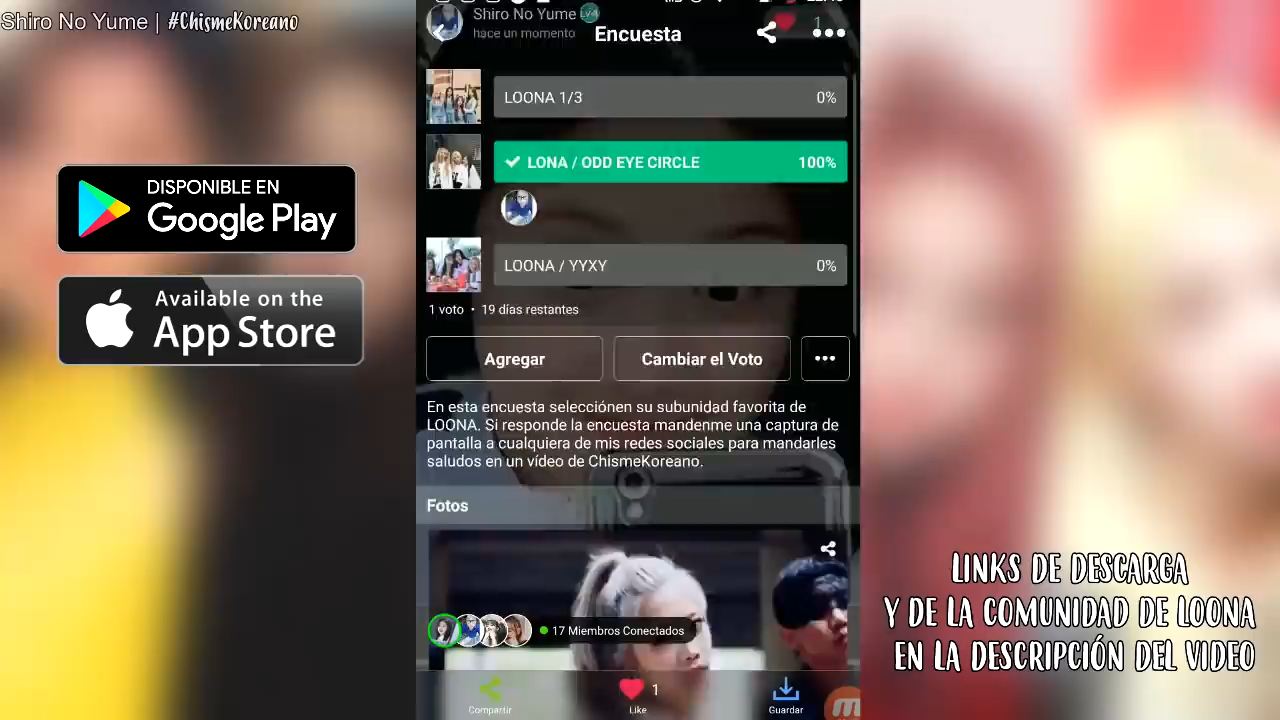 Shiro No Yume | #ChismeKoreano
Shiro No Yume Lv4
hace un momento
Encuesta
1
LOONA 1/3 0%
LONA / ODD EYE CIRCLE 100%
LOONA / YYXY 0%
1 voto • 19 días restantes
Agregar
Cambiar el Voto
En esta encuesta selecciónen su subunidad favorita de
LOONA. Si responde la encuesta mandenme una captura de
pantalla a cualquiera de mis redes sociales para mandarles
saludos en un vídeo de ChismeKoreano.
Fotos
17 Miembros Conectados
Compartir
1
Like
Guardar
DISPONIBLE EN
Google Play
Available on the
App Store
LINKS DE DESCARGA
Y DE LA COMUNIDAD DE LOONA
EN LA DESCRIPCIÓN DEL VIDEO